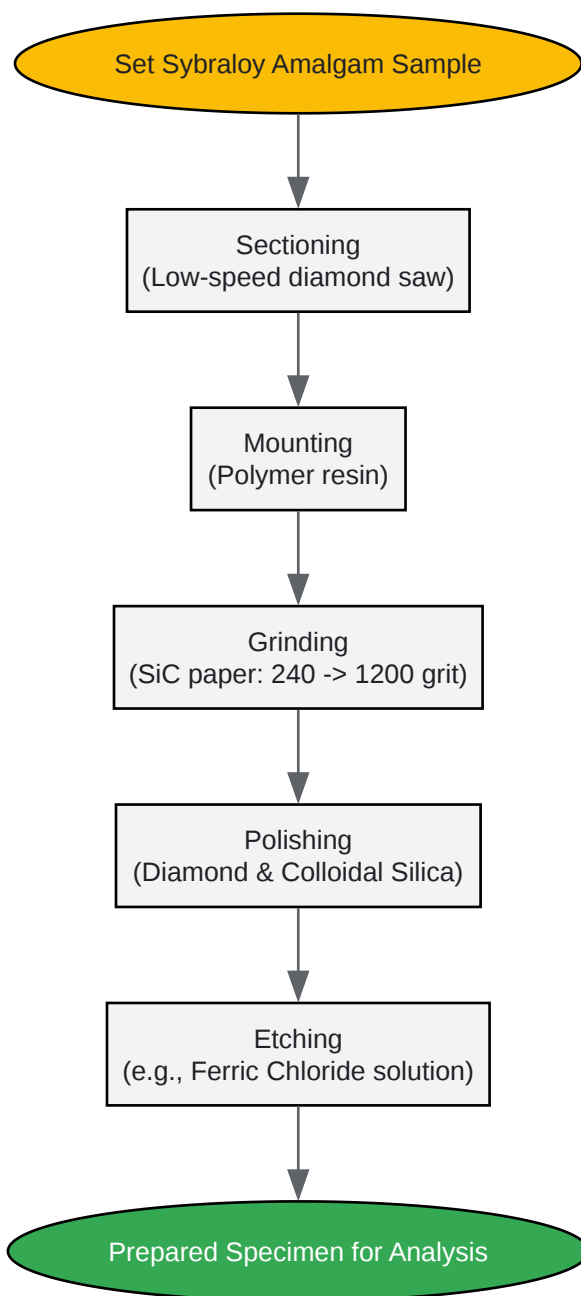 Set Sybraloy Amalgam Sample
Sectioning
(Low-speed diamond saw)
Mounting
(Polymer resin)
Grinding
(SiC paper: 240 -> 1200 grit)
Polishing
(Diamond & Colloidal Silica)
Etching
(e.g., Ferric Chloride solution)
Prepared Specimen for Analysis